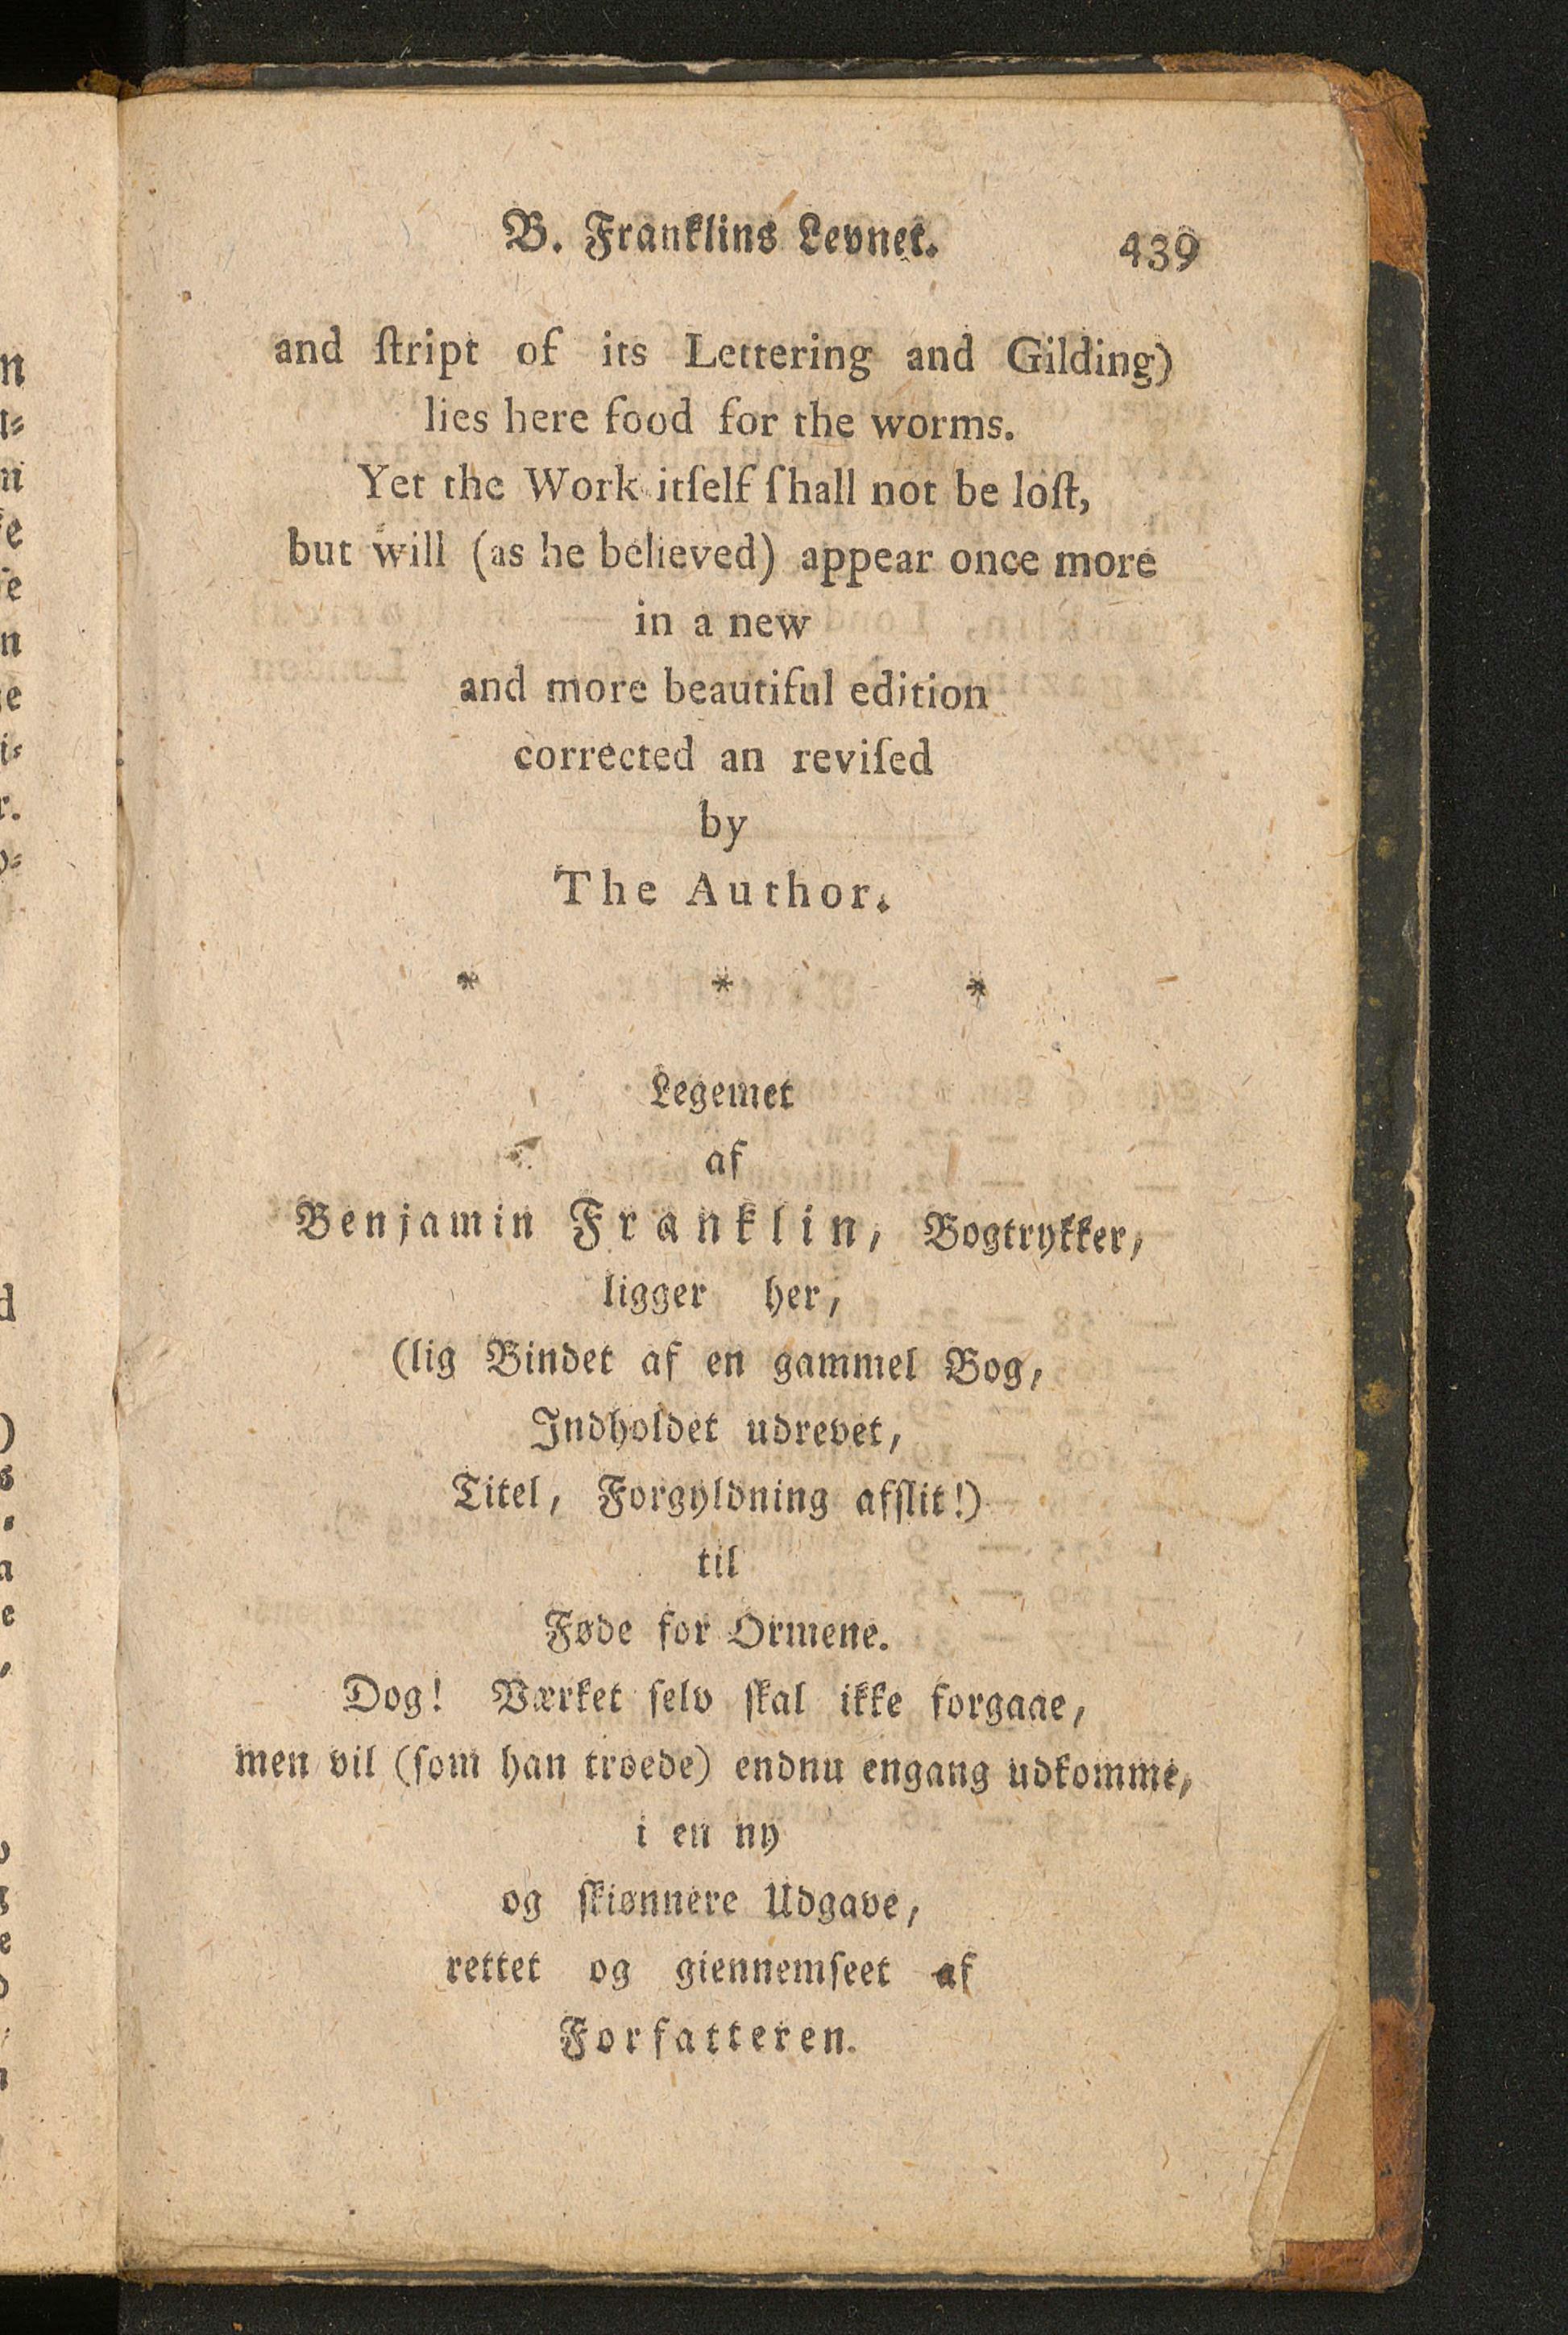 B. Franklins Levnet. 439
and ſtript of its Lettering and Gilding)
lies here food for the worms.
Yet the Work itſelf ſhall not be loſt,
but will (as he believed) appear once more
in a new
and more beautiful edition
corrected an reviſed
by
The Author.
* * *
Legemet
af
Benjamin Franklin, Bogtrykker,
ligger her,
(lig Bindet af en gammel Bog,
Indholdet udrevet,
Titel, Forgyldning afſlit!)
til
Føde for Ormene.
Dog! Værket ſelv ſkal ikke forgaae,
men vil (ſom han troede) endnu engang udkomme,
i en ny
og ſkiønnere Udgave,
rettet og giennemſeet af
Forfatteren.